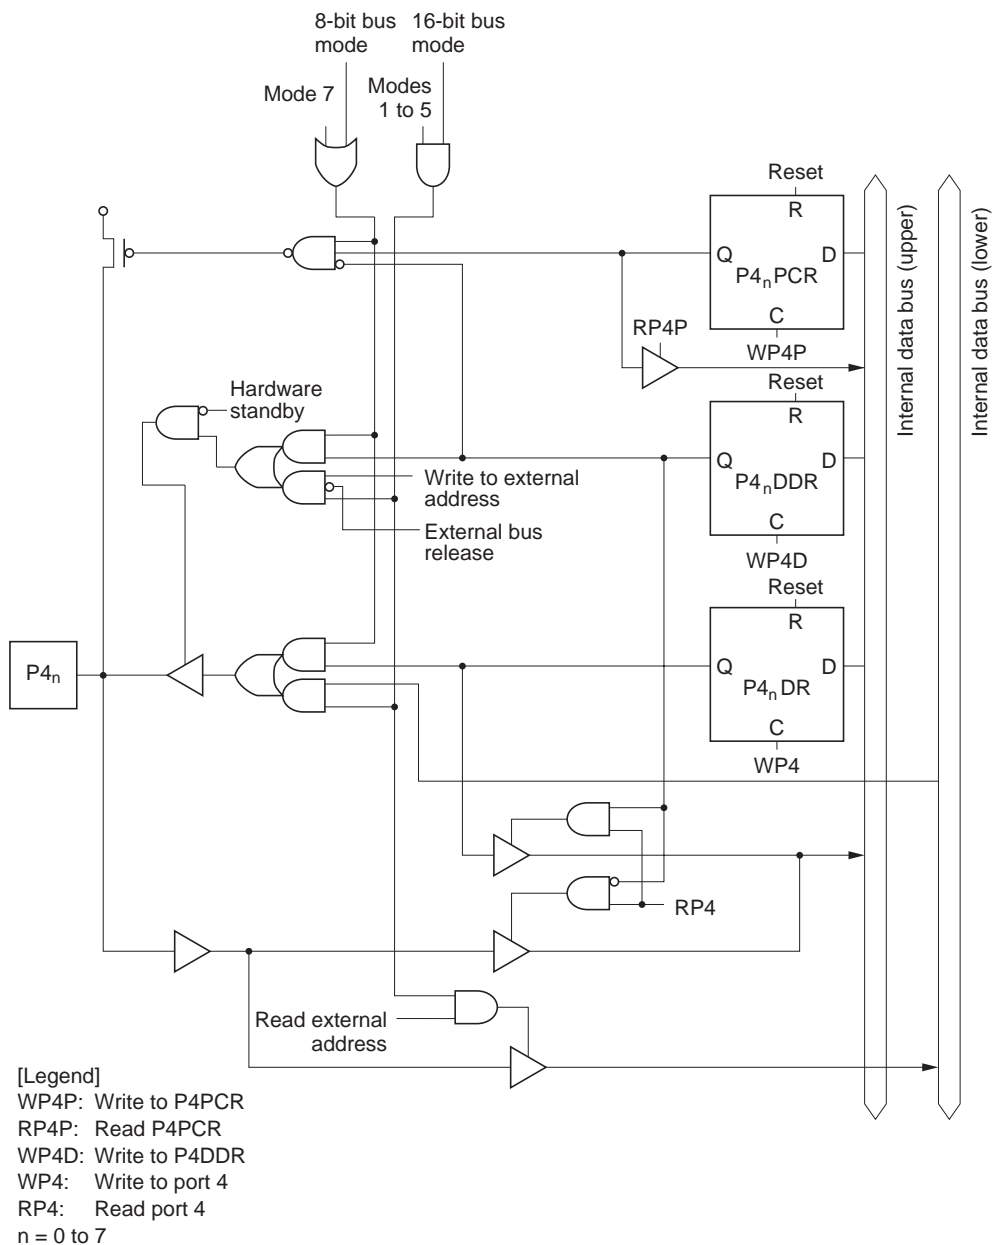 8-bit bus mode
16-bit bus mode
Mode 7
Modes 1 to 5
Reset
R
Q
D
P4nPCR
C
WP4P
RP4P
Internal data bus (upper)
Internal data bus (lower)
Hardware standby
Reset
R
Q
D
P4nDDR
C
WP4D
Write to external address
External bus release
Reset
R
Q
D
P4nDR
C
WP4
P4n
RP4
Read external address
[Legend]
WP4P: Write to P4PCR
RP4P: Read P4PCR
WP4D: Write to P4DDR
WP4: Write to port 4
RP4: Read port 4
n = 0 to 7